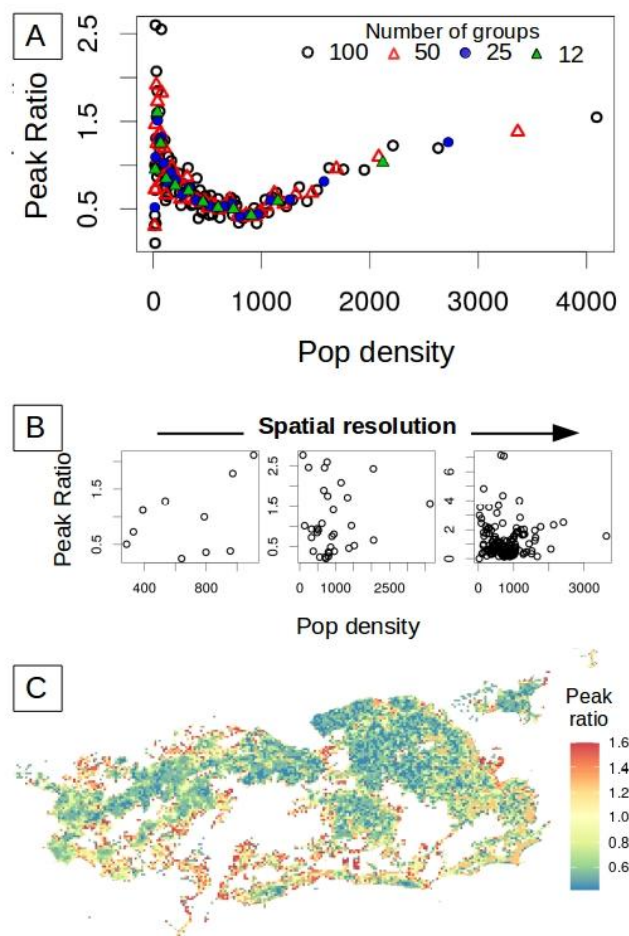 A
Number of groups
100 50 25 12
Peak Ratio
2.5
1.5
0.5
0 1000 2000 3000 4000
Pop density
B
Spatial resolution
Peak Ratio
1.5
0.5
400 800
2.5
1.5
0.5
0 1000 2500
6
4
2
0
0 1000 3000
Pop density
C
Peak
ratio
1.6
1.4
1.2
1.0
0.8
0.6